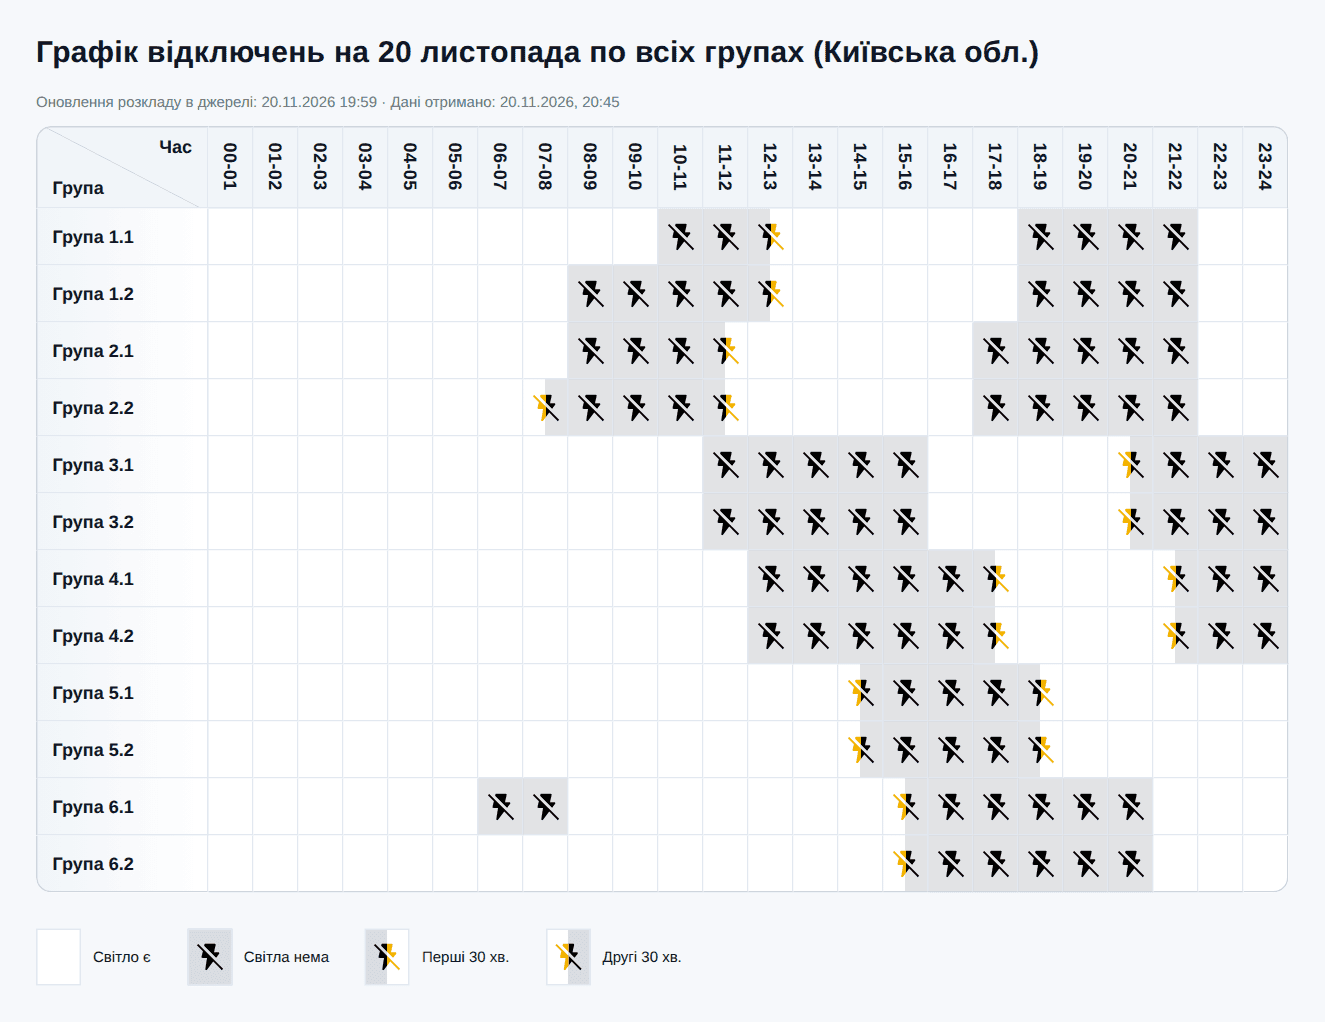 Графік відключень на 20 листопада по всіх групах (Київська обл.)
Оновлення розкладу в джерелі: 20.11.2026 19:59 · Дані отримано: 20.11.2026, 20:45
Час
Група
00-01
01-02
02-03
03-04
04-05
05-06
06-07
07-08
08-09
09-10
10-11
11-12
12-13
13-14
14-15
15-16
16-17
17-18
18-19
19-20
20-21
21-22
22-23
23-24
Група 1.1
Група 1.2
Група 2.1
Група 2.2
Група 3.1
Група 3.2
Група 4.1
Група 4.2
Група 5.1
Група 5.2
Група 6.1
Група 6.2
Світло є
Світла нема
Перші 30 хв.
Другі 30 хв.